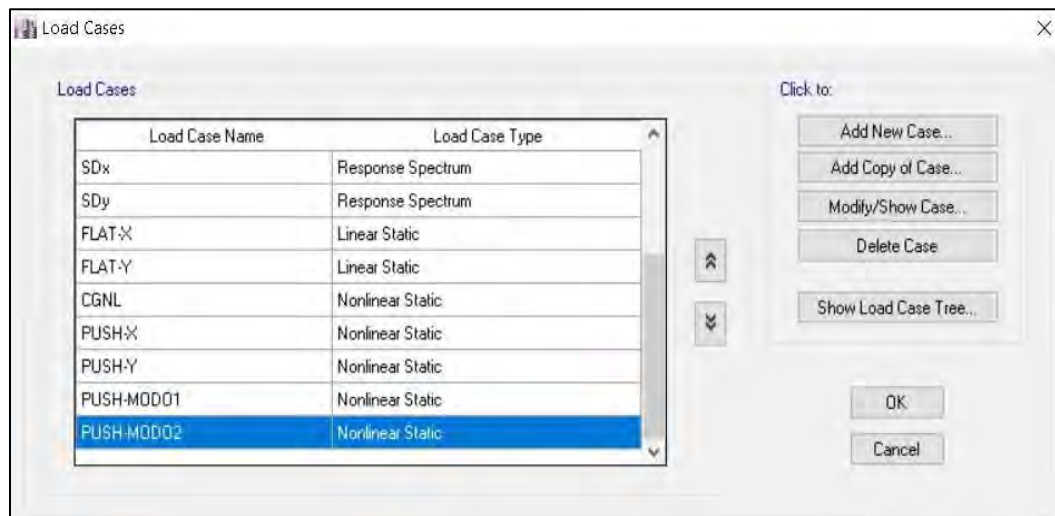 Load Cases
Load Cases
Click to:
Load Case Name Load Case Type
SDx Response Spectrum
SDy Response Spectrum
FLAT-X Linear Static
FLAT-Y Linear Static
CGNL Nonlinear Static
PUSH-X Nonlinear Static
PUSH-Y Nonlinear Static
PUSH-MODO1 Nonlinear Static
PUSH-MODO2 Nonlinear Static
Add New Case...
Add Copy of Case...
Modify/Show Case...
Delete Case
Show Load Case Tree...
OK
Cancel